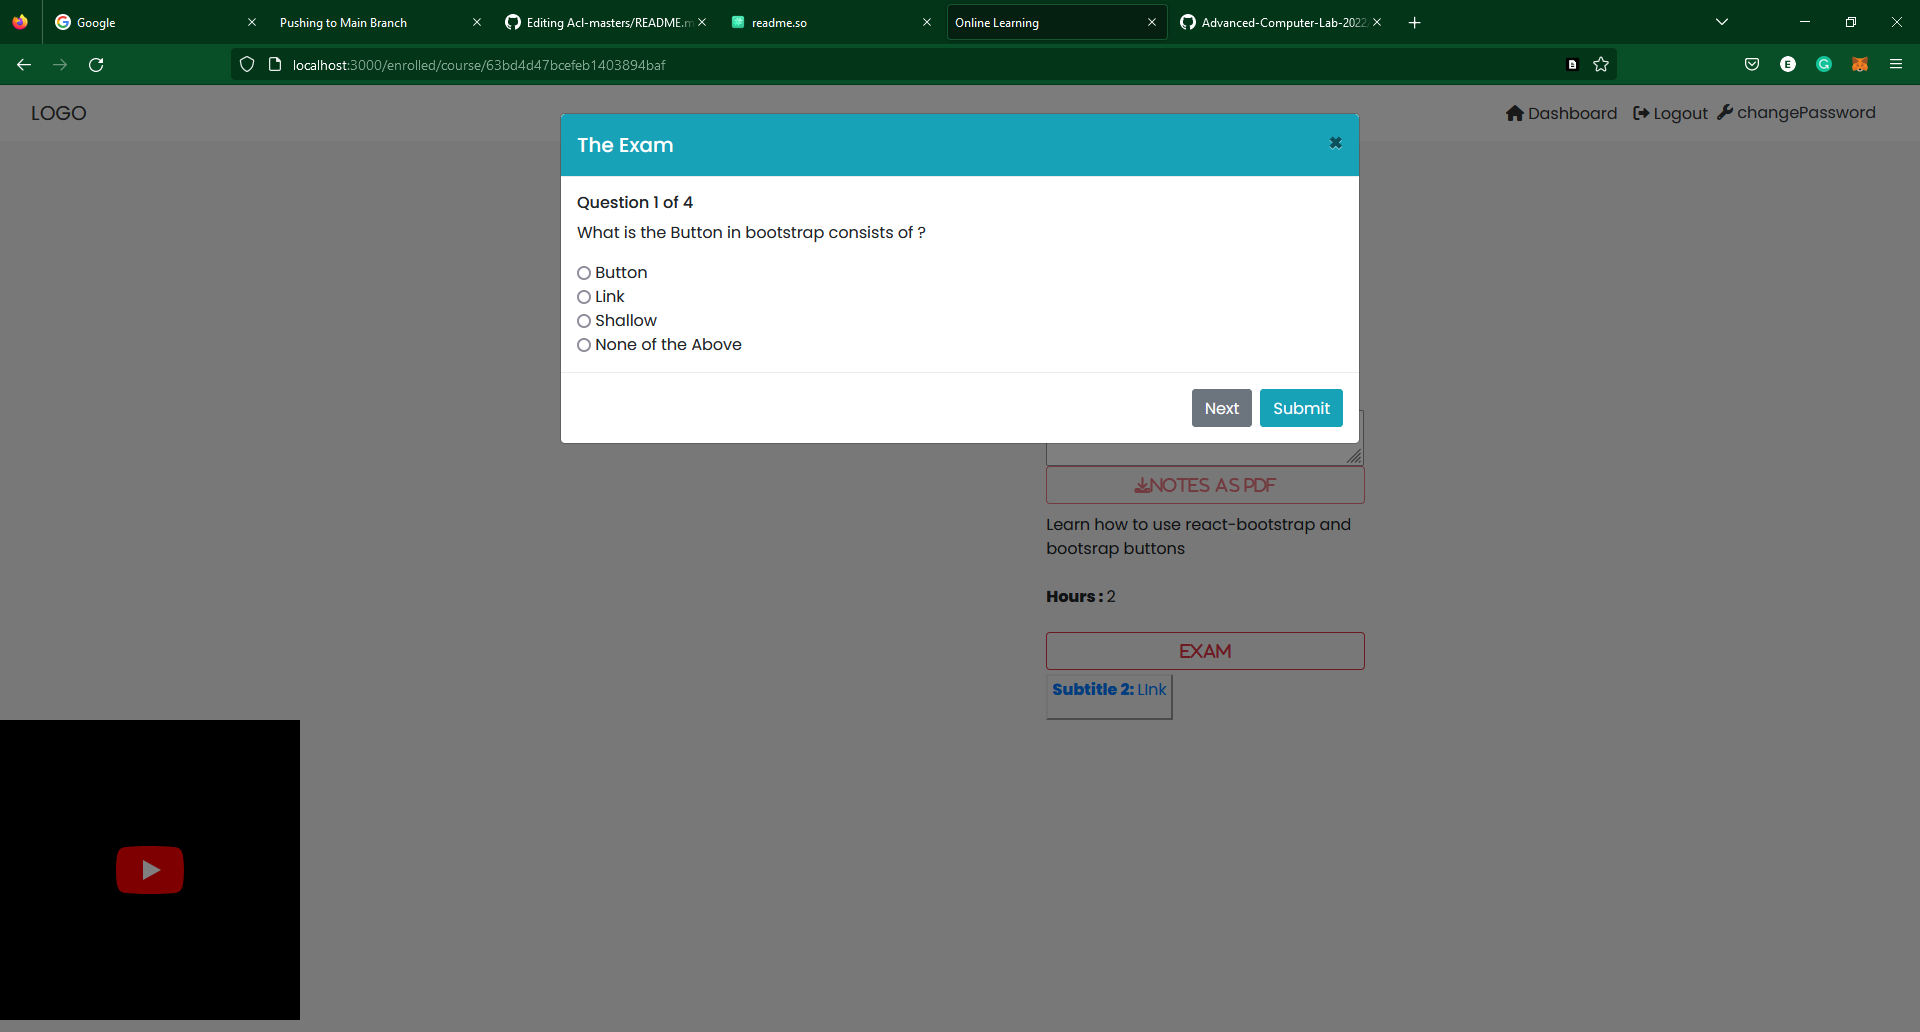 Google
Pushing to Main Branch
Editing Acl-masters/README.m
readme.so
Online Learning
Advanced-Computer-Lab-2022
localhost:3000/enrolled/course/63bd4d47bcefeb1403894baf
E
LOGO
Dashboard
Logout
changePassword
The Exam
Question 1 of 4
What is the Button in bootstrap consists of ?
Button
Link
Shallow
None of the Above
Next
Submit
NOTES AS PDF
Learn how to use react-bootstrap and
bootsrap buttons
Hours : 2
EXAM
Subtitle 2: LInk